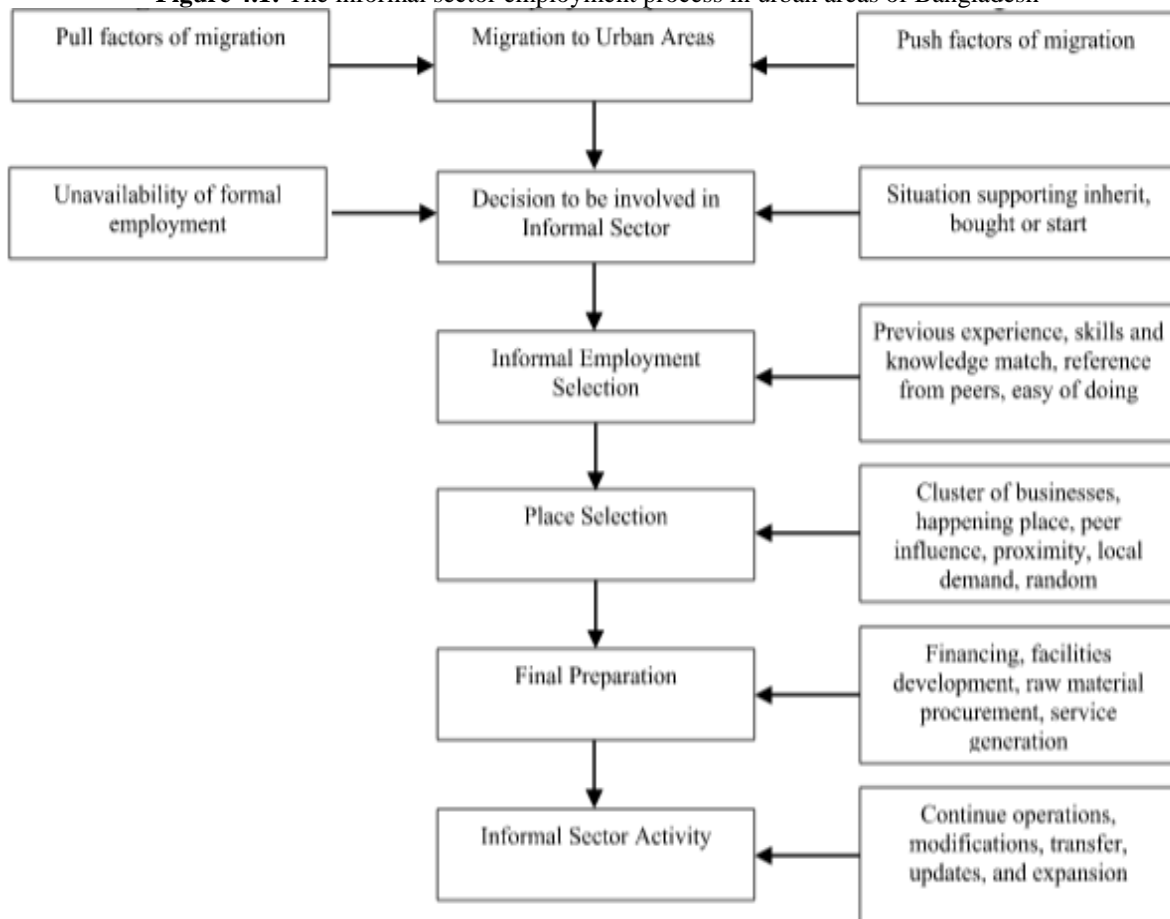 Figure 4.1: The informal sector employment process in urban areas of Bangladesh
Pull factors of migration
Migration to Urban Areas
Push factors of migration
Unavailability of formal
employment
Decision to be involved in
Informal Sector
Situation supporting inherit,
bought or start
Informal Employment
Selection
Previous experience, skills and
knowledge match, reference
from peers, easy of doing
Place Selection
Cluster of businesses,
happening place, peer
influence, proximity, local
demand, random
Final Preparation
Financing, facilities
development, raw material
procurement, service
generation
Informal Sector Activity
Continue operations,
modifications, transfer,
updates, and expansion